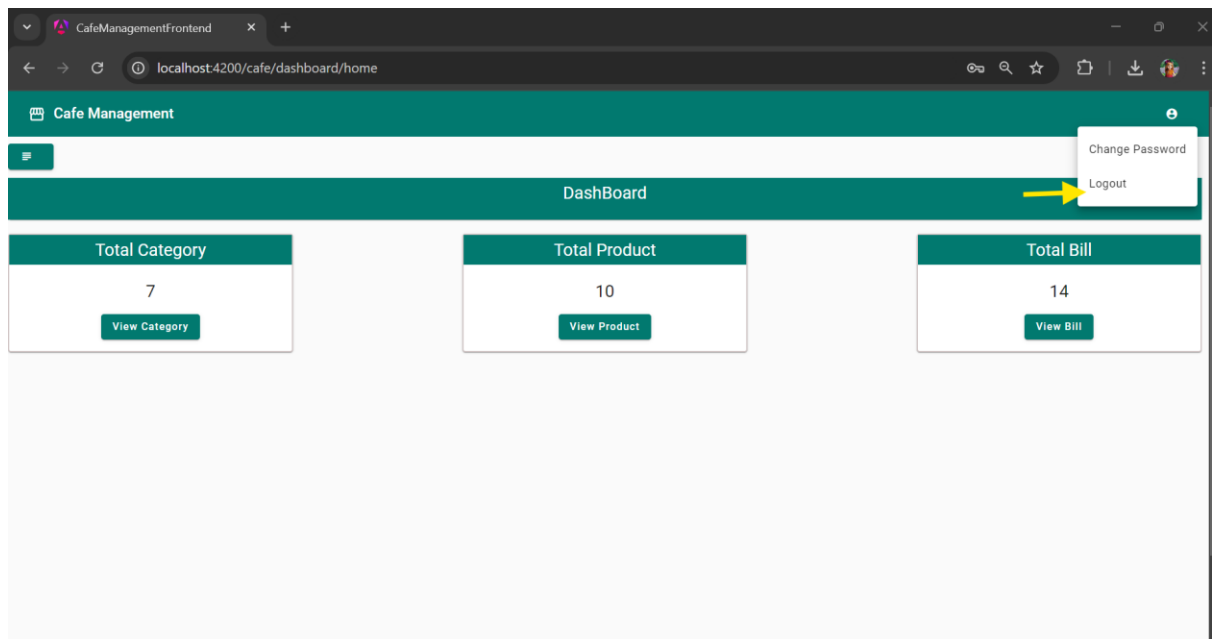 CafeManagementFrontend
localhost:4200/cafe/dashboard/home
Cafe Management
Change Password
Logout
DashBoard
Total Category
7
View Category
Total Product
10
View Product
Total Bill
14
View Bill